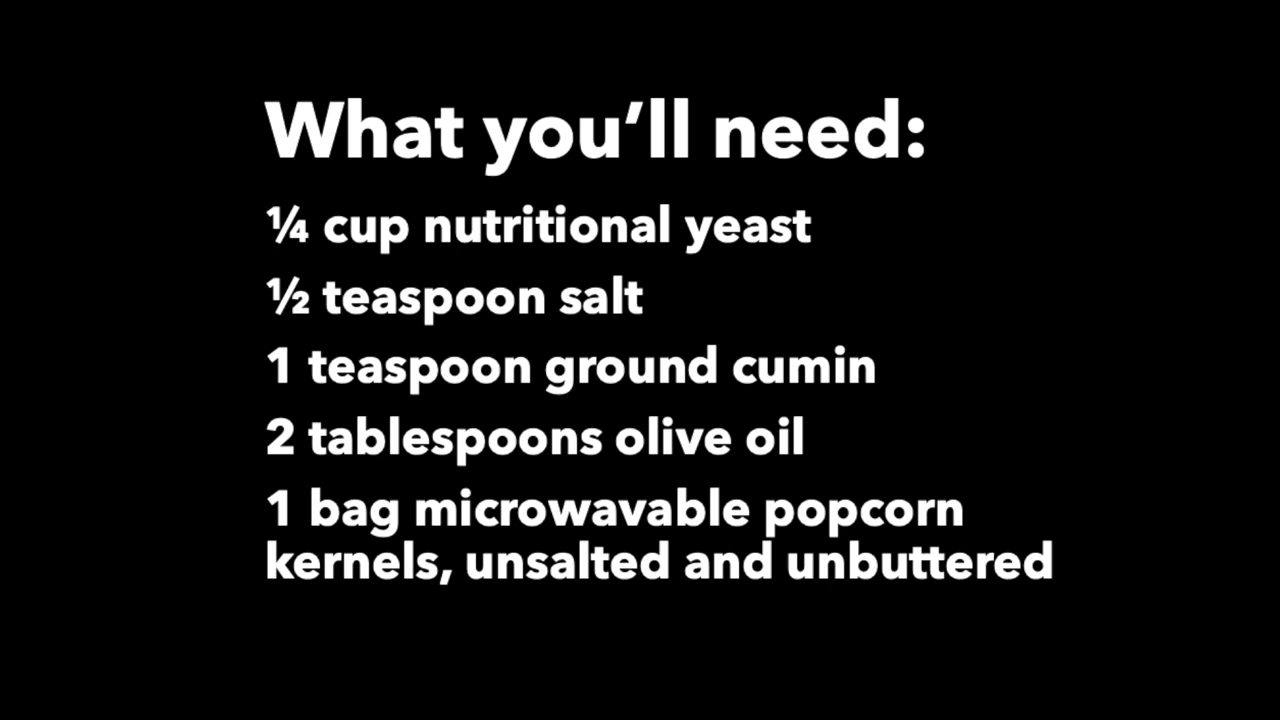 What you’ll need:
¼ cup nutritional yeast
½ teaspoon salt
1 teaspoon ground cumin
2 tablespoons olive oil
1 bag microwavable popcorn
kernels, unsalted and unbuttered